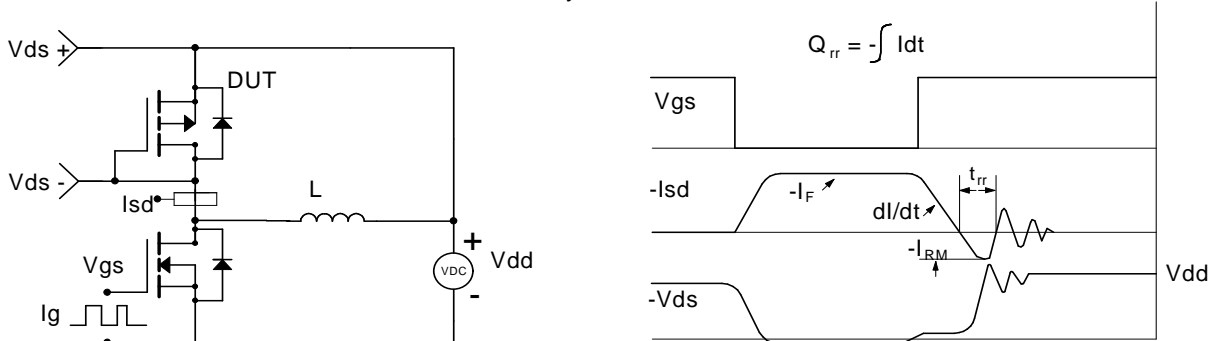 Vds +
DUT
Vds -
Isd
L
Vgs
+
VDC
-
Vdd
Ig
Q rr = -∫ Idt
Vgs
-Isd
-I F
dI/dt
t rr
-I RM
Vdd
-Vds